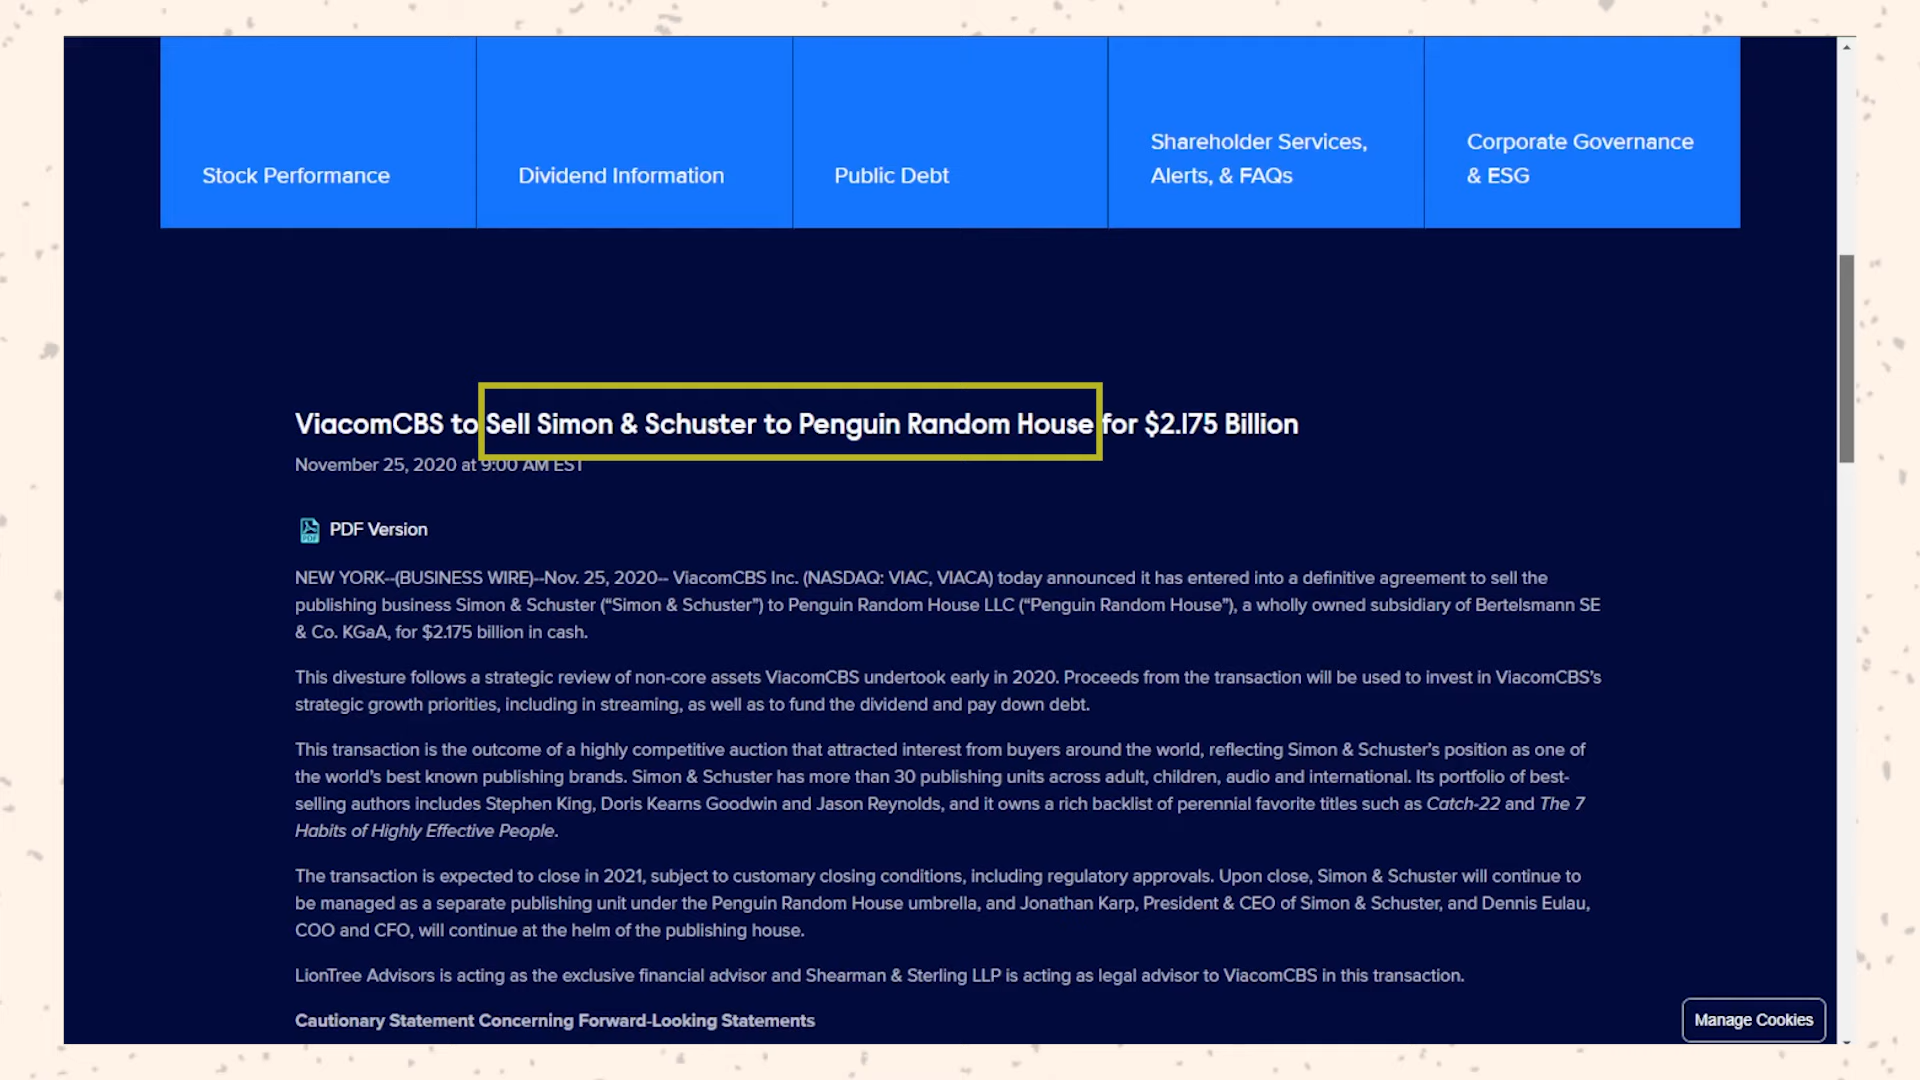 Stock Performance
Dividend Information
Public Debt
Shareholder Services,
Alerts, & FAQs
Corporate Governance
& ESG
ViacomCBS to Sell Simon & Schuster to Penguin Random House for $2.175 Billion
November 25, 2020 at 9:00 AM EST
PDF Version
NEW YORK--(BUSINESS WIRE)--Nov. 25, 2020-- ViacomCBS Inc. (NASDAQ: VIAC, VIACA) today announced it has entered into a definitive agreement to sell the
publishing business Simon & Schuster (“Simon & Schuster”) to Penguin Random House LLC (“Penguin Random House”), a wholly owned subsidiary of Bertelsmann SE
& Co. KGaA, for $2.175 billion in cash.
This divesture follows a strategic review of non-core assets ViacomCBS undertook early in 2020. Proceeds from the transaction will be used to invest in ViacomCBS’s
strategic growth priorities, including in streaming, as well as to fund the dividend and pay down debt.
This transaction is the outcome of a highly competitive auction that attracted interest from buyers around the world, reflecting Simon & Schuster’s position as one of
the world’s best known publishing brands. Simon & Schuster has more than 30 publishing units across adult, children, audio and international. Its portfolio of best-
selling authors includes Stephen King, Doris Kearns Goodwin and Jason Reynolds, and it owns a rich backlist of perennial favorite titles such as Catch-22 and The 7
Habits of Highly Effective People.
The transaction is expected to close in 2021, subject to customary closing conditions, including regulatory approvals. Upon close, Simon & Schuster will continue to
be managed as a separate publishing unit under the Penguin Random House umbrella, and Jonathan Karp, President & CEO of Simon & Schuster, and Dennis Eulau,
COO and CFO, will continue at the helm of the publishing house.
LionTree Advisors is acting as the exclusive financial advisor and Shearman & Sterling LLP is acting as legal advisor to ViacomCBS in this transaction.
Cautionary Statement Concerning Forward-Looking Statements
Manage Cookies